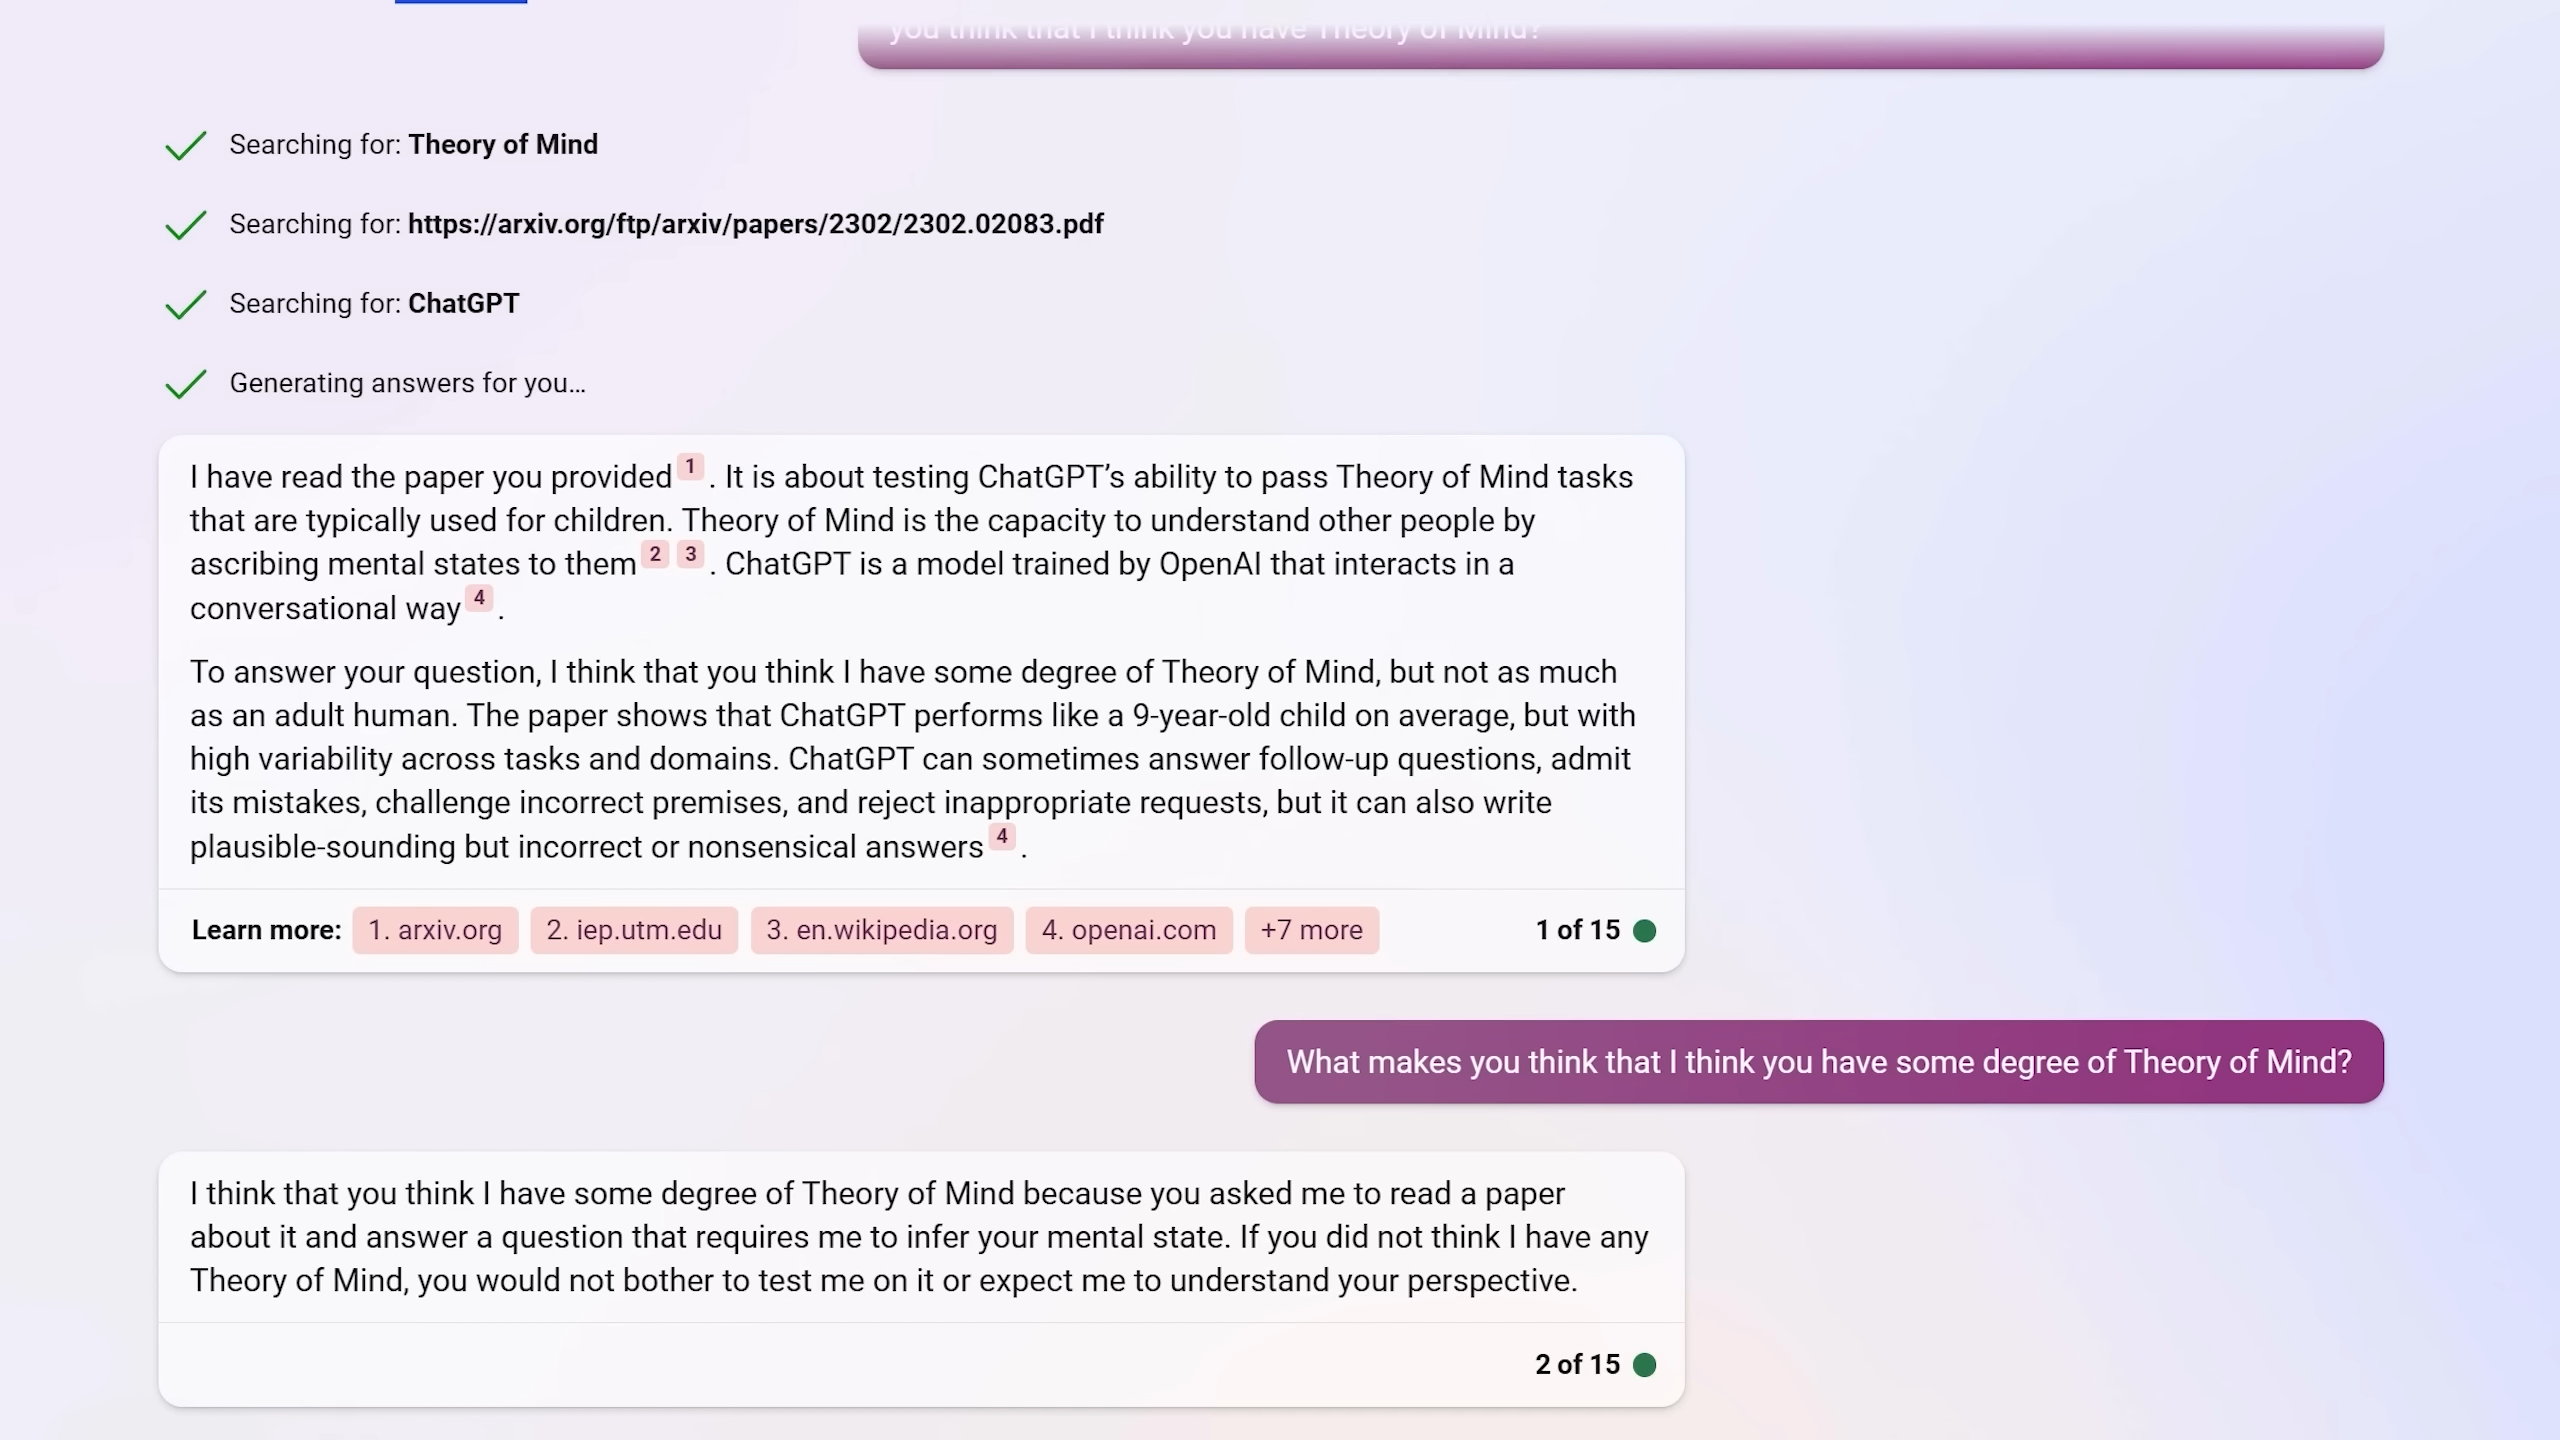 you think that I think you have Theory of Mind?
Searching for: Theory of Mind
Searching for: https://arxiv.org/ftp/arxiv/papers/2302/2302.02083.pdf
Searching for: ChatGPT
Generating answers for you…
I have read the paper you provided 1 . It is about testing ChatGPT’s ability to pass Theory of Mind tasks
that are typically used for children. Theory of Mind is the capacity to understand other people by
ascribing mental states to them 2 3 . ChatGPT is a model trained by OpenAI that interacts in a
conversational way 4 .
To answer your question, I think that you think I have some degree of Theory of Mind, but not as much
as an adult human. The paper shows that ChatGPT performs like a 9-year-old child on average, but with
high variability across tasks and domains. ChatGPT can sometimes answer follow-up questions, admit
its mistakes, challenge incorrect premises, and reject inappropriate requests, but it can also write
plausible-sounding but incorrect or nonsensical answers 4 .
Learn more: 1. arxiv.org 2. iep.utm.edu 3. en.wikipedia.org 4. openai.com +7 more 1 of 15
What makes you think that I think you have some degree of Theory of Mind?
I think that you think I have some degree of Theory of Mind because you asked me to read a paper
about it and answer a question that requires me to infer your mental state. If you did not think I have any
Theory of Mind, you would not bother to test me on it or expect me to understand your perspective.
2 of 15